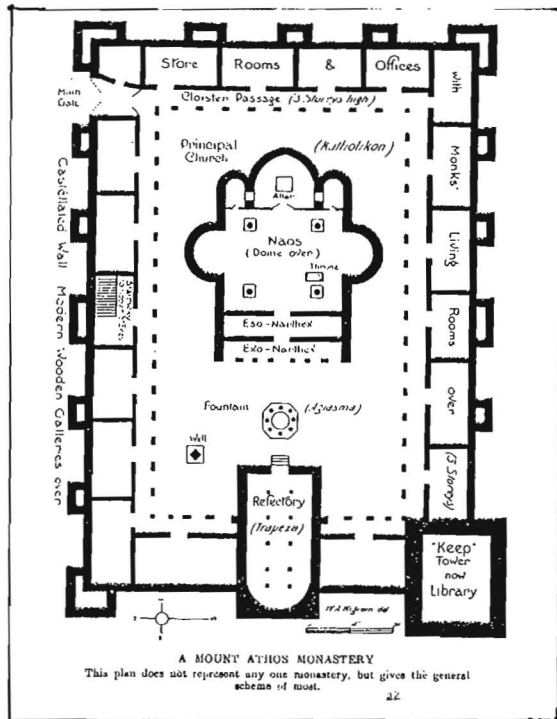 Store Rooms & Offices
with
Main
Gate
Cloister Passage (3 Storeys high)
Principal
Church
(Katholikon)
Monks'
Altar
Naos
(Dome over)
Throne
Living
Castellated Wall Modern Wooden Galleries over
Stairway
Rooms
Eso-Narthex
Exo-Narthex
over
Fountain
(Agiasma)
Well
(3 Storeys)
Refectory
(Trapeza)
"Keep"
Tower
now
Library
A MOUNT ATHOS MONASTERY
This plan does not represent any one monastery, but gives the general
scheme of most.